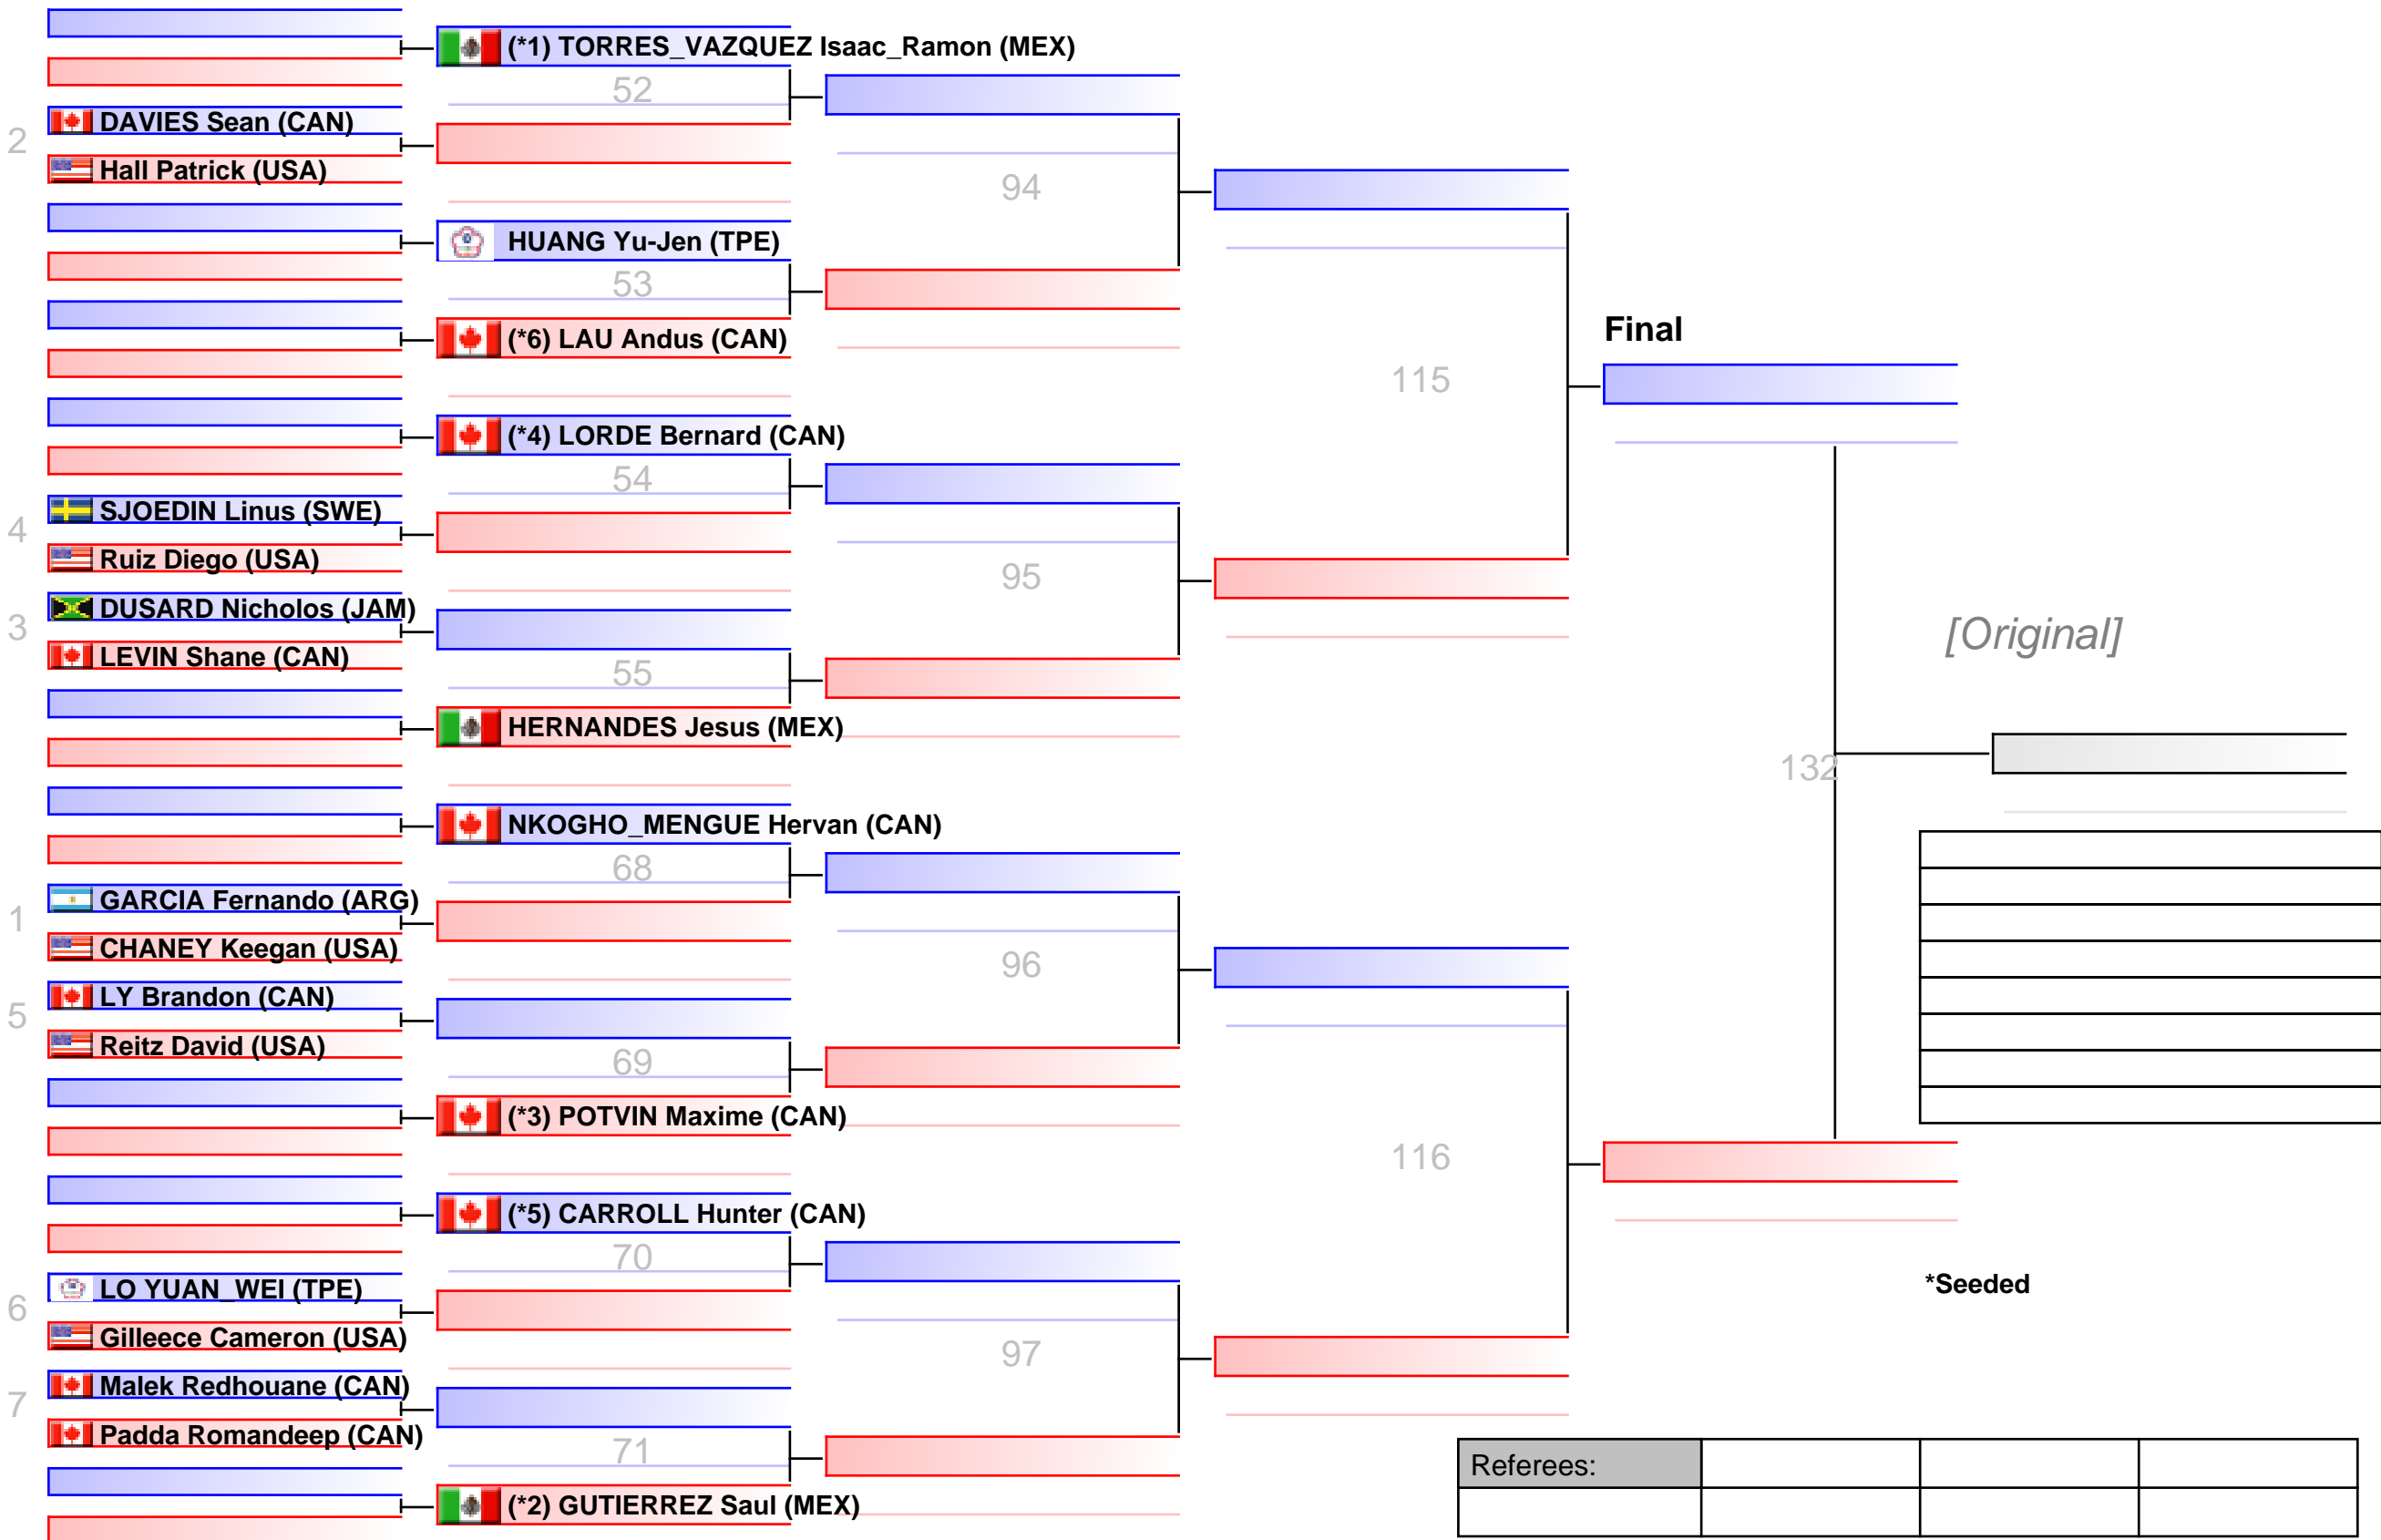 (*1) TORRES_VAZQUEZ Isaac_Ramon (MEX)
52
2
DAVIES Sean (CAN)
Hall Patrick (USA)
94
HUANG Yu-Jen (TPE)
53
(*6) LAU Andus (CAN)
Final
115
(*4) LORDE Bernard (CAN)
54
4
SJOEDIN Linus (SWE)
Ruiz Diego (USA)
95
3
DUSARD Nicholos (JAM)
LEVIN Shane (CAN)
[Original]
55
HERNANDES Jesus (MEX)
132
NKOGHO_MENGUE Hervan (CAN)
68
1
GARCIA Fernando (ARG)
CHANEY Keegan (USA)
96
5
LY Brandon (CAN)
Reitz David (USA)
69
(*3) POTVIN Maxime (CAN)
116
(*5) CARROLL Hunter (CAN)
70
6
LO YUAN_WEI (TPE)
Gilleece Cameron (USA)
*Seeded
97
7
Malek Redhouane (CAN)
Padda Romandeep (CAN)
71
Referees:
(*2) GUTIERREZ Saul (MEX)